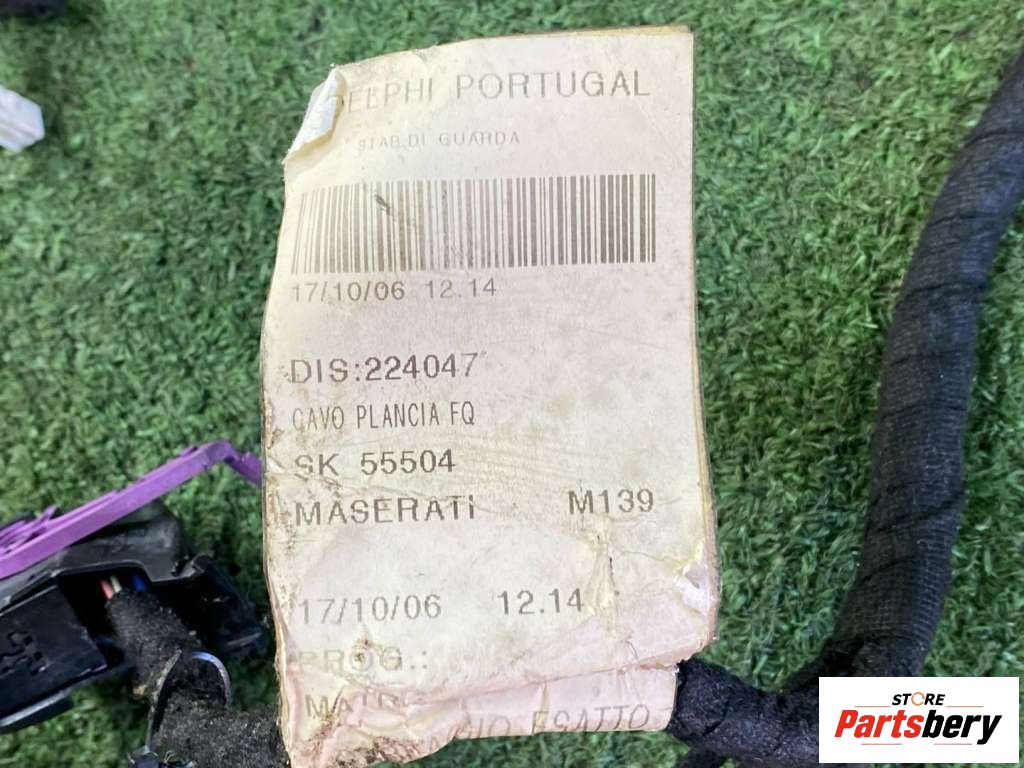 DELPHI PORTUGAL
STAB.DI GUARDA
17/10/06 12.14
DIS:224047
CAVO PLANCIA FQ
SK 55504
MASERATI M139
17/10/06 12.14
PROG.:
ESATTO
STORE
Partsbery